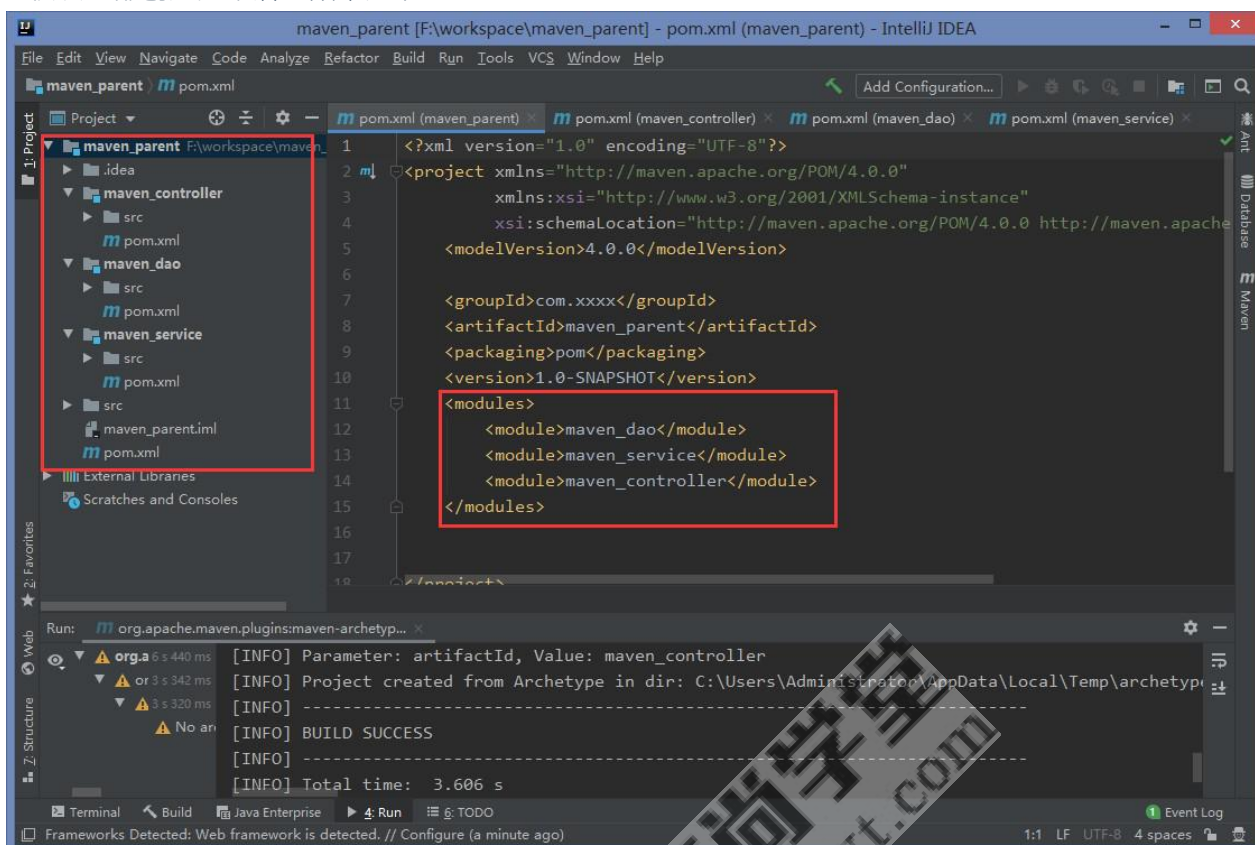 maven_parent [F:\workspace\maven_parent] - pom.xml (maven_parent) - IntelliJ IDEA
File Edit View Navigate Code Analyze Refactor Build Run Tools VCS Window Help
maven_parent pom.xml
Add Configuration...
1: Project
Project
pom.xml (maven_parent)
pom.xml (maven_controller)
pom.xml (maven_dao)
pom.xml (maven_service)
maven_parent F:\workspace\maven_
.idea
maven_controller
src
pom.xml
maven_dao
src
pom.xml
maven_service
src
pom.xml
src
maven_parent.iml
pom.xml
External Libraries
Scratches and Consoles
1 <?xml version="1.0" encoding="UTF-8"?>
2 <project xmlns="http://maven.apache.org/POM/4.0.0"
3 xmlns:xsi="http://www.w3.org/2001/XMLSchema-instance"
4 xsi:schemaLocation="http://maven.apache.org/POM/4.0.0 http://maven.apache
5 <modelVersion>4.0.0</modelVersion>
6
7 <groupId>com.xxxx</groupId>
8 <artifactId>maven_parent</artifactId>
9 <packaging>pom</packaging>
10 <version>1.0-SNAPSHOT</version>
11 <modules>
12 <module>maven_dao</module>
13 <module>maven_service</module>
14 <module>maven_controller</module>
15 </modules>
16
17
18 </project>
Ant
Database
Maven
2: Favorites
Web
Z: Structure
Run: org.apache.maven.plugins:maven-archetyp...
org.a 6 s 440 ms
or 3 s 342 ms
3 s 320 ms
No ar
[INFO] Parameter: artifactId, Value: maven_controller
[INFO] Project created from Archetype in dir: C:\Users\Administrator\AppData\Local\Temp\archetype
[INFO] ------------------------------------------------------------------------
[INFO] BUILD SUCCESS
[INFO] ------------------------------------------------------------------------
[INFO] Total time: 3.606 s
Terminal Build Java Enterprise 4: Run 6: TODO
1 Event Log
Frameworks Detected: Web framework is detected. // Configure (a minute ago)
1:1 LF UTF-8 4 spaces
尚学堂
.com